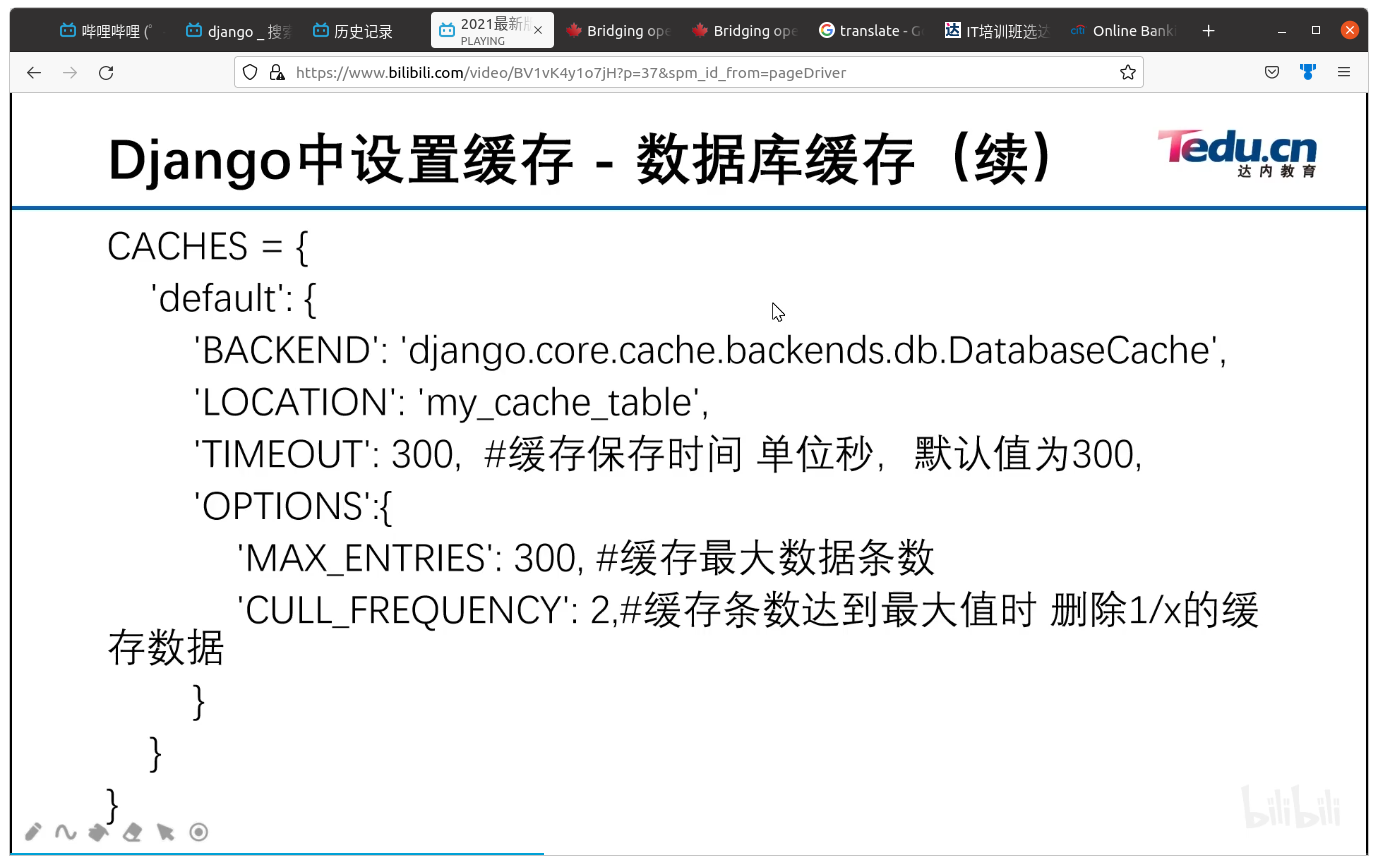 哔哩哔哩 (
django _ 搜
历史记录
2021最新
PLAYING
Bridging ope
Bridging ope
translate - G
IT培训班选达
Online Bank
https://www.bilibili.com/video/BV1vK4y1o7jH?p=37&spm_id_from=pageDriver
Django中设置缓存 - 数据库缓存（续）
Tedu.cn
达内教育
CACHES = {
'default': {
'BACKEND': 'django.core.cache.backends.db.DatabaseCache',
'LOCATION': 'my_cache_table',
'TIMEOUT': 300, #缓存保存时间 单位秒，默认值为300,
'OPTIONS':{
'MAX_ENTRIES': 300, #缓存最大数据条数
'CULL_FREQUENCY': 2,#缓存条数达到最大值时 删除1/x的缓
存数据
}
}
}
bilibili